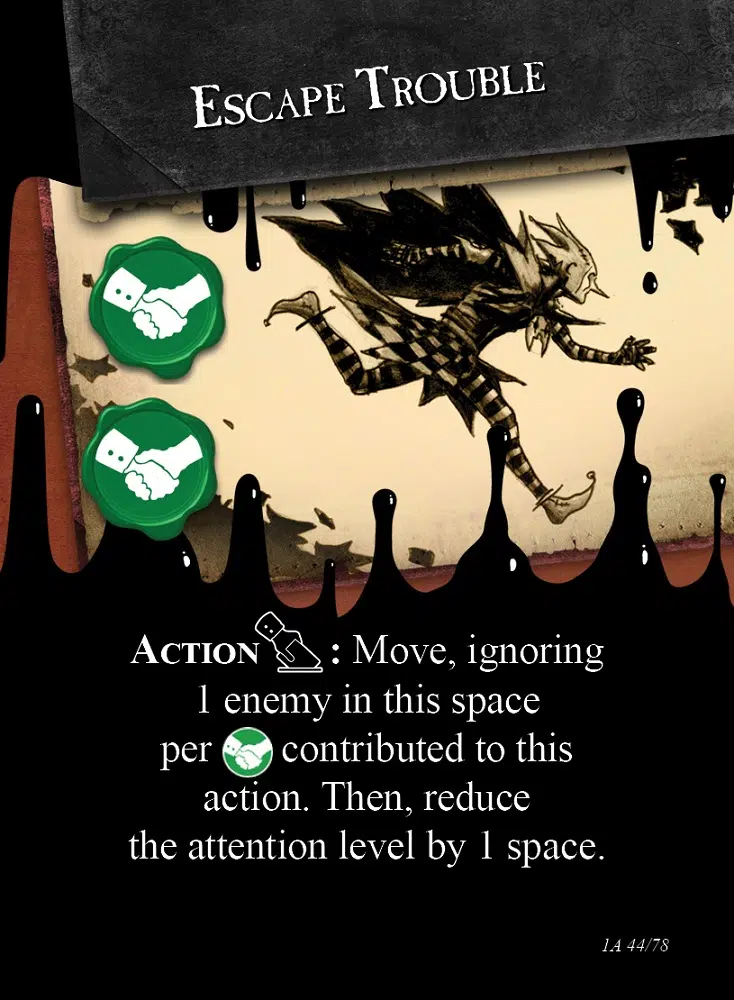 Escape Trouble
Action : Move, ignoring
1 enemy in this space
per contributed to this
action. Then, reduce
the attention level by 1 space.
1A 44/78